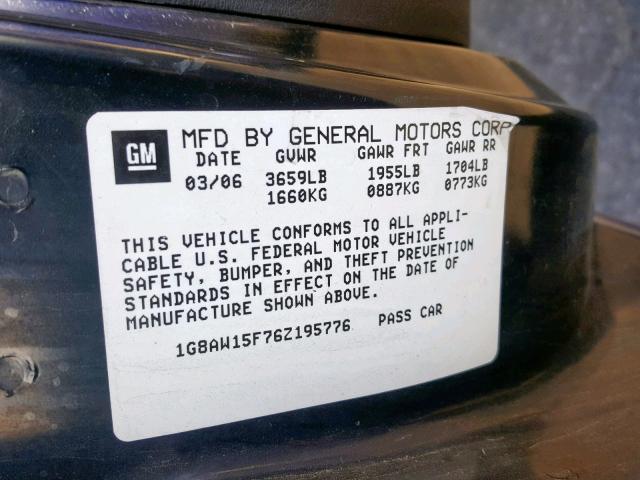 GM MFD BY GENERAL MOTORS CORP
DATE GVWR GAWR FRT GAWR RR
03/06 3659LB 1955LB 1704LB
1660KG 0887KG 0773KG
THIS VEHICLE CONFORMS TO ALL APPLI-
CABLE U.S. FEDERAL MOTOR VEHICLE
SAFETY, BUMPER, AND THEFT PREVENTION
STANDARDS IN EFFECT ON THE DATE OF
MANUFACTURE SHOWN ABOVE.
1G8AW15F76Z195776 PASS CAR